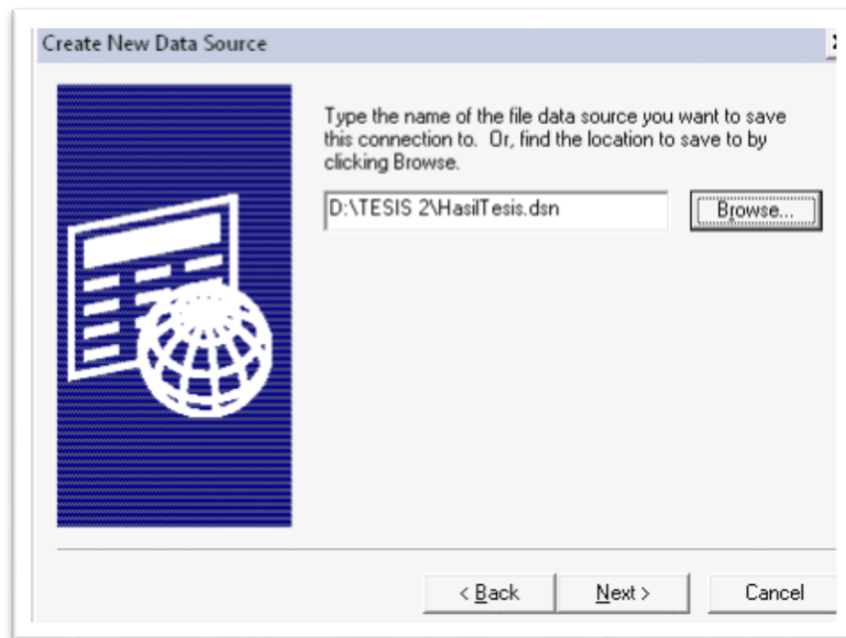 Create New Data Source
Type the name of the file data source you want to save
this connection to. Or, find the location to save to by
clicking Browse.
D:\TESIS 2\HasilTesis.dsn
Browse...
< Back
Next >
Cancel